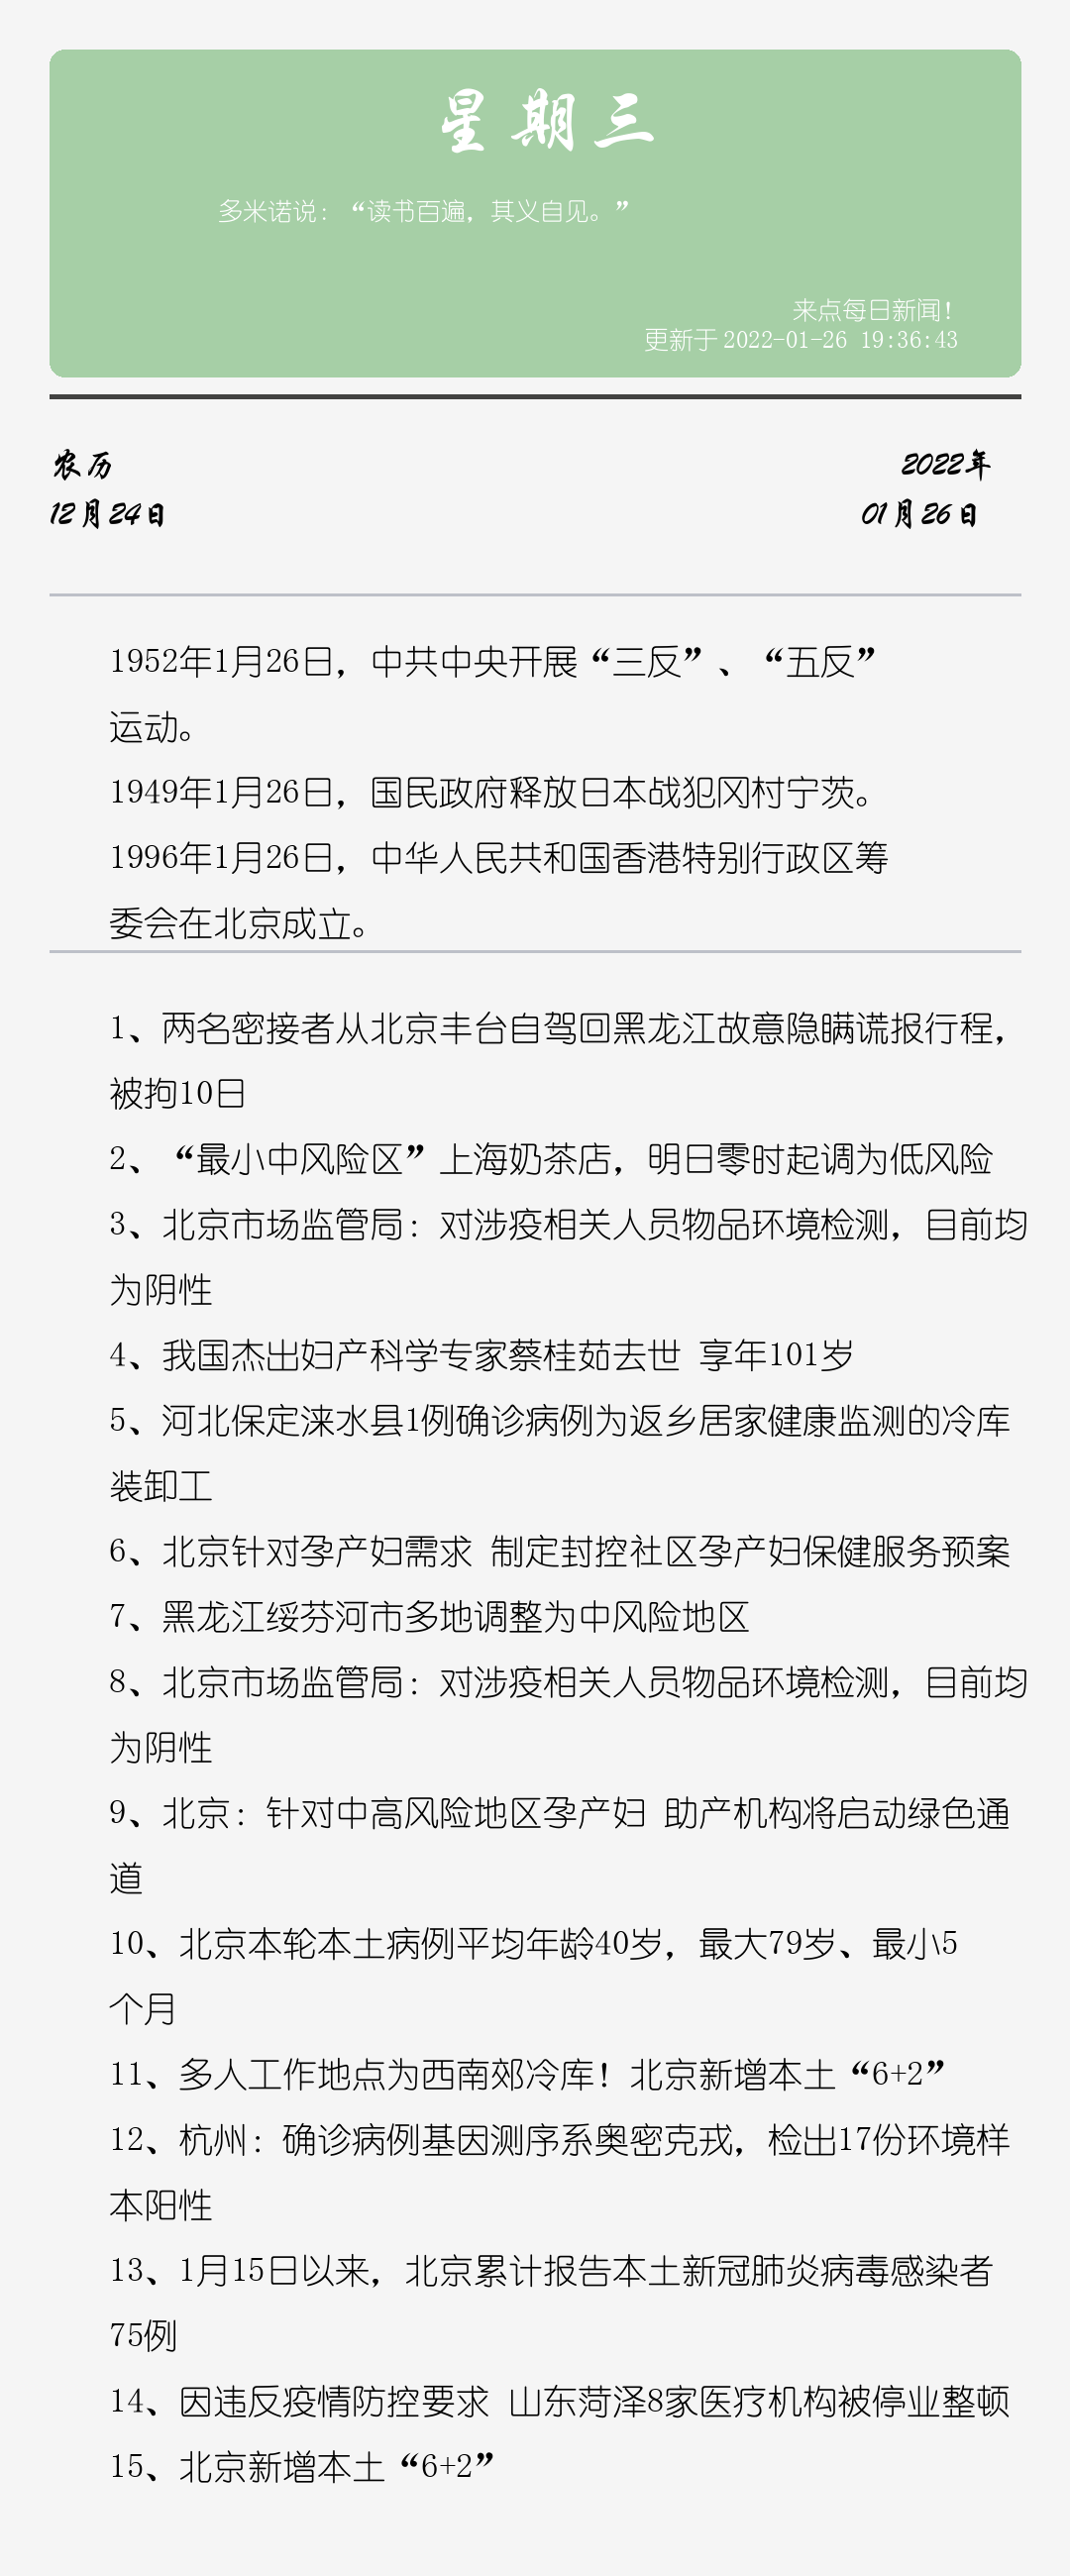 星期三
多米诺说：“读书百遍，其义自见。”
来点每日新闻！
更新于 2022-01-26 19:36:43
农历
2022年
12月24日
01月26日
1952年1月26日，中共中央开展“三反”、“五反”
运动。
1949年1月26日，国民政府释放日本战犯冈村宁茨。
1996年1月26日，中华人民共和国香港特别行政区筹
委会在北京成立。
1、两名密接者从北京丰台自驾回黑龙江故意隐瞒谎报行程，
被拘10日
2、“最小中风险区”上海奶茶店，明日零时起调为低风险
3、北京市场监管局：对涉疫相关人员物品环境检测，目前均
为阴性
4、我国杰出妇产科学专家蔡桂茹去世 享年101岁
5、河北保定涞水县1例确诊病例为返乡居家健康监测的冷库
装卸工
6、北京针对孕产妇需求 制定封控社区孕产妇保健服务预案
7、黑龙江绥芬河市多地调整为中风险地区
8、北京市场监管局：对涉疫相关人员物品环境检测，目前均
为阴性
9、北京：针对中高风险地区孕产妇 助产机构将启动绿色通
道
10、北京本轮本土病例平均年龄40岁，最大79岁、最小5
个月
11、多人工作地点为西南郊冷库！北京新增本土“6+2”
12、杭州：确诊病例基因测序系奥密克戎，检出17份环境样
本阳性
13、1月15日以来，北京累计报告本土新冠肺炎病毒感染者
75例
14、因违反疫情防控要求 山东菏泽8家医疗机构被停业整顿
15、北京新增本土“6+2”